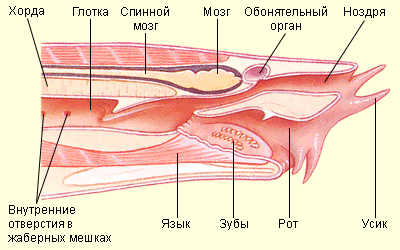 Хорда
Глотка
Спинной
мозг
Мозг
Обонятельный
орган
Ноздря
Внутренние
отверстия в
жаберных мешках
Язык
Зубы
Рот
Усик